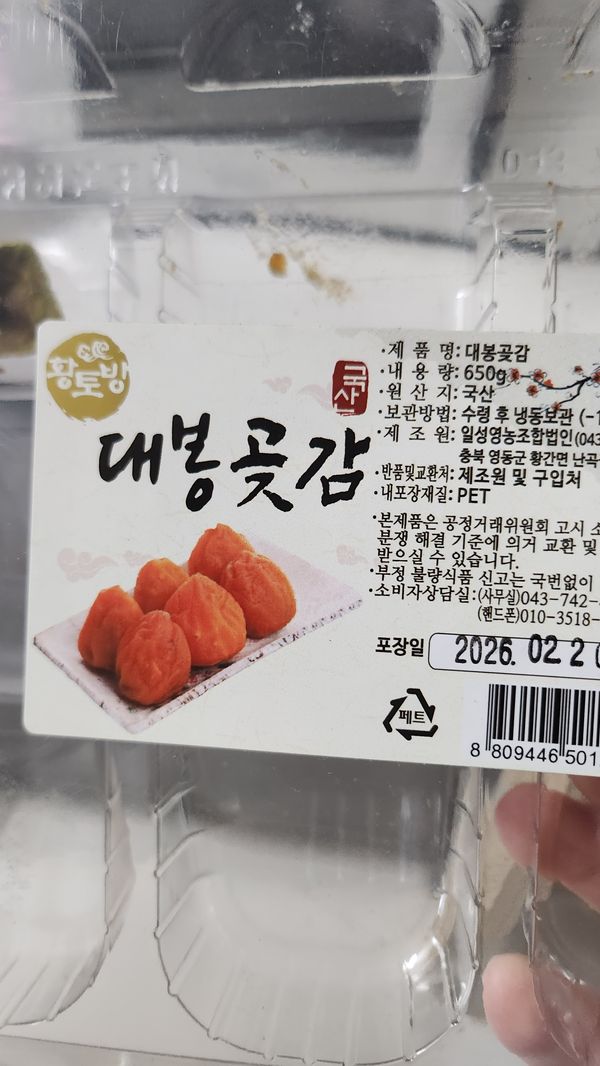 황토방
국산
대봉곶감
·제 품 명: 대봉곶감
·내 용 량: 650g
·원 산 지: 국산
·보관방법: 수령 후 냉동보관 (-1
·제 조 원: 일성영농조합법인(043
충북 영동군 황간면 난곡
·반품및교환처: 제조원 및 구입처
·내포장재질: PET
·본제품은 공정거래위원회 고시 소
분쟁 해결 기준에 의거 교환 및
받으실 수 있습니다.
·부정 불량식품 신고는 국번없이
·소비자상담실:(사무실)043-742-
(핸드폰)010-3518-
포장일 2026. 02. 2
페트
8 809446 501